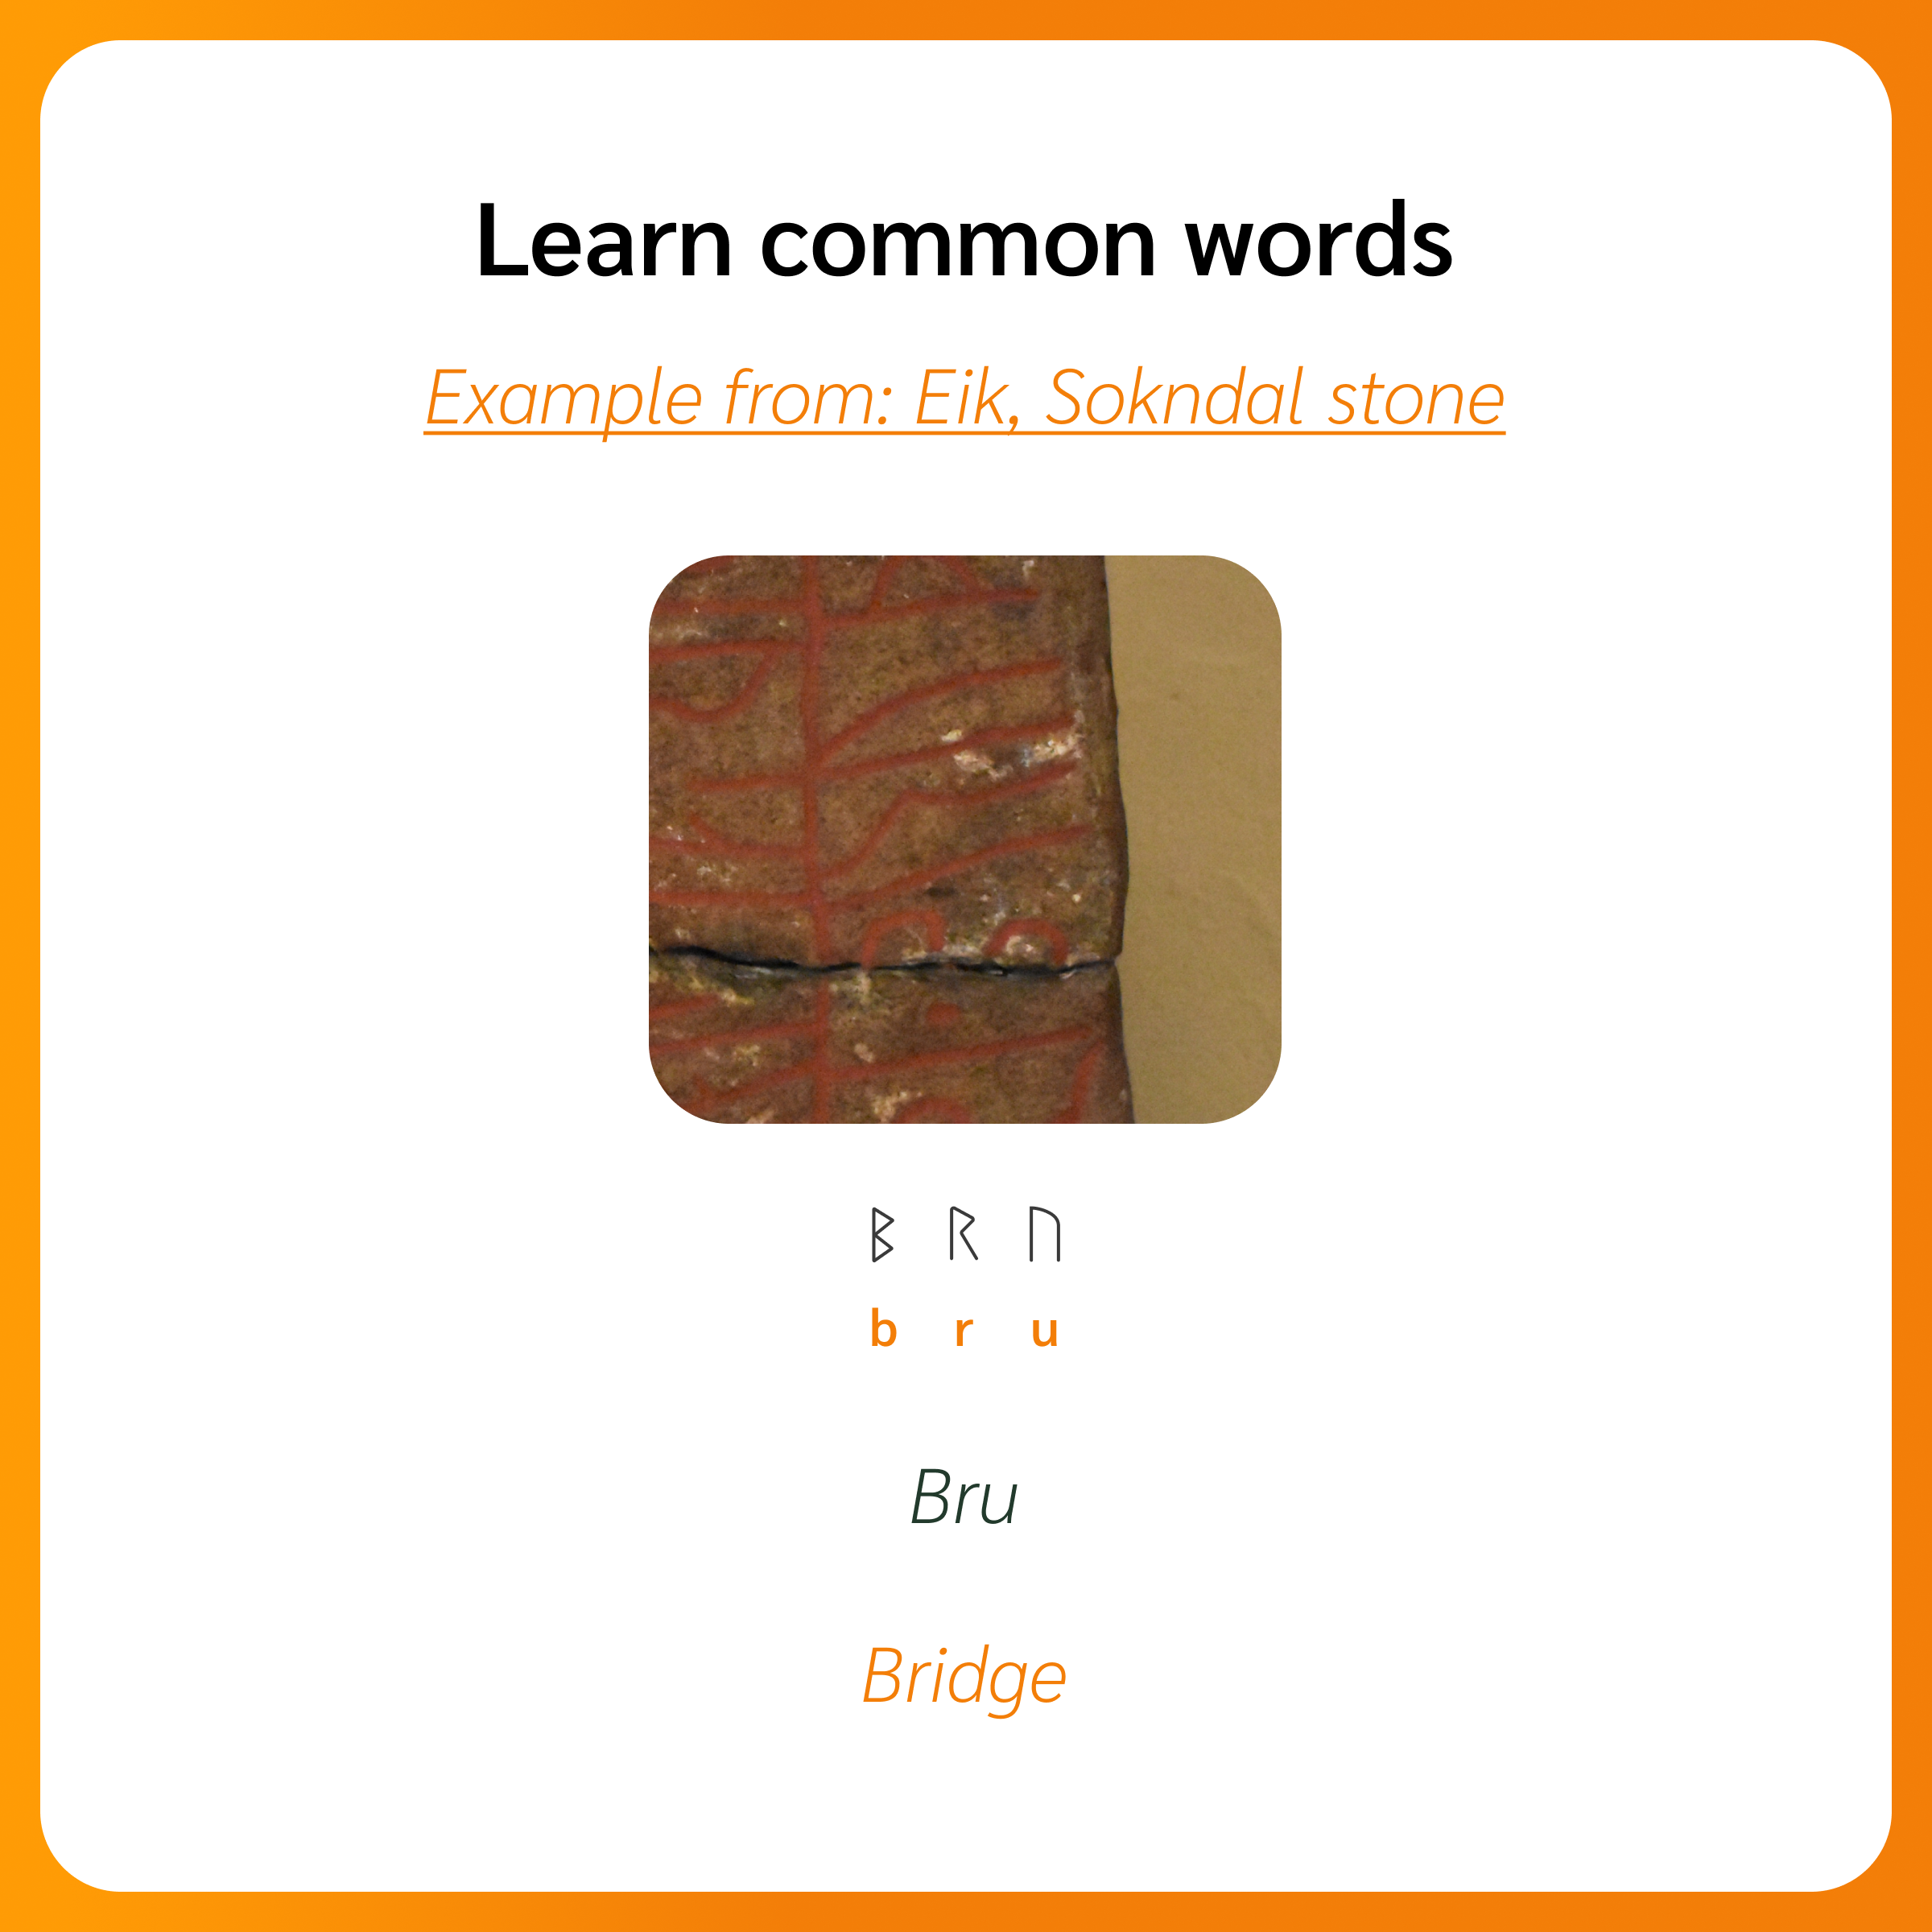 Learn common words
Example from: Eik, Sokndal stone
ᛒ ᚱ ᚢ
b r u
Bru
Bridge